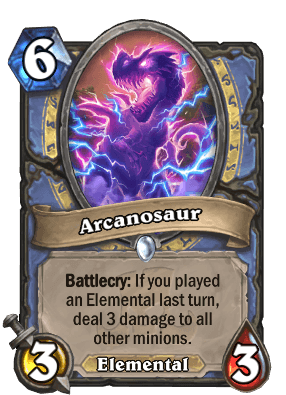 6
Arcanosaur
Battlecry: If you played
an Elemental last turn,
deal 3 damage to all
other minions.
3
Elemental
3